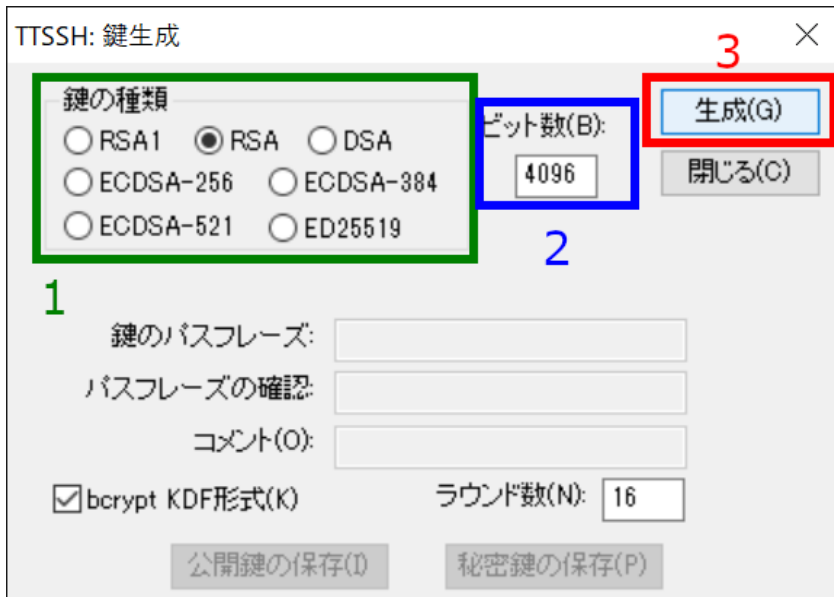 TTSSH: 鍵生成
3
鍵の種類
RSA1 RSA DSA
ECDSA-256 ECDSA-384
ECDSA-521 ED25519
1
ビット数(B):
4096
2
生成(G)
閉じる(C)
鍵のパスフレーズ:
パスフレーズの確認:
コメント(O):
bcrypt KDF形式(K) ラウンド数(N): 16
公開鍵の保存(I) 秘密鍵の保存(P)